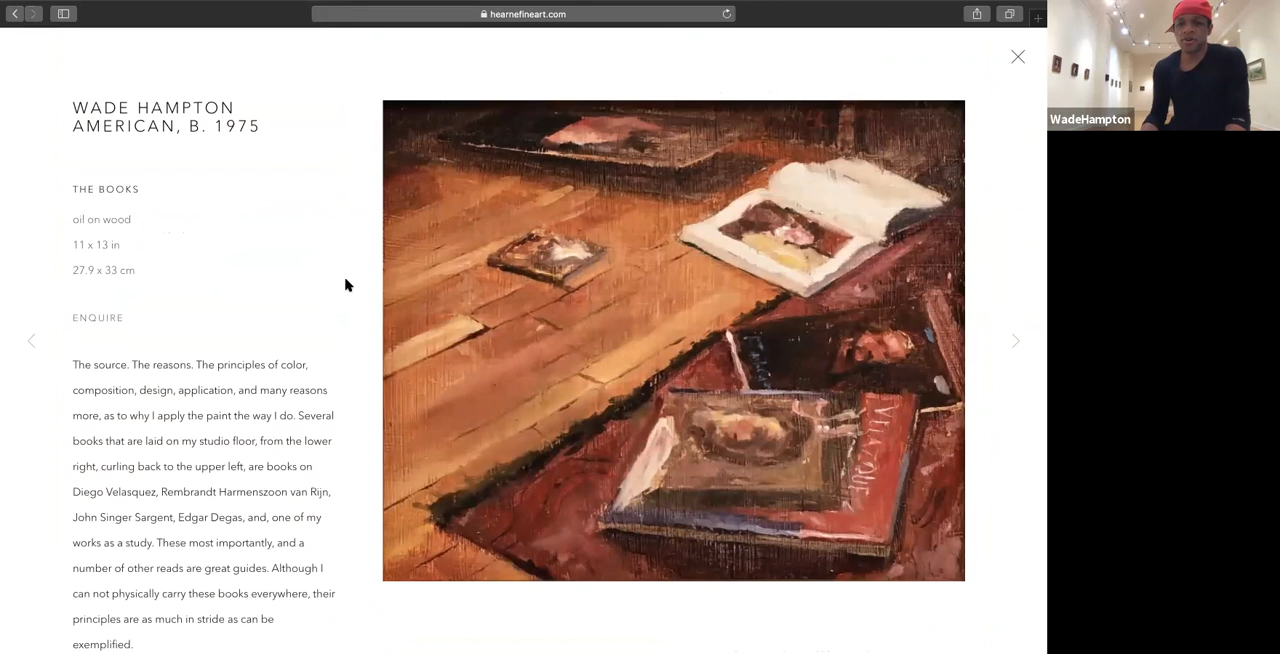 hearnefineart.com
WadeHampton
WADE HAMPTON
AMERICAN, B. 1975
THE BOOKS
oil on wood
11 x 13 in
27.9 x 33 cm
ENQUIRE
The source. The reasons. The principles of color,
composition, design, application, and many reasons
more, as to why I apply the paint the way I do. Several
books that are laid on my studio floor, from the lower
right, curling back to the upper left, are books on
Diego Velasquez, Rembrandt Harmenszoon van Rijn,
John Singer Sargent, Edgar Degas, and, one of my
works as a study. These most importantly, and a
number of other reads are great guides. Although I
can not physically carry these books everywhere, their
principles are as much in stride as can be
exemplified.